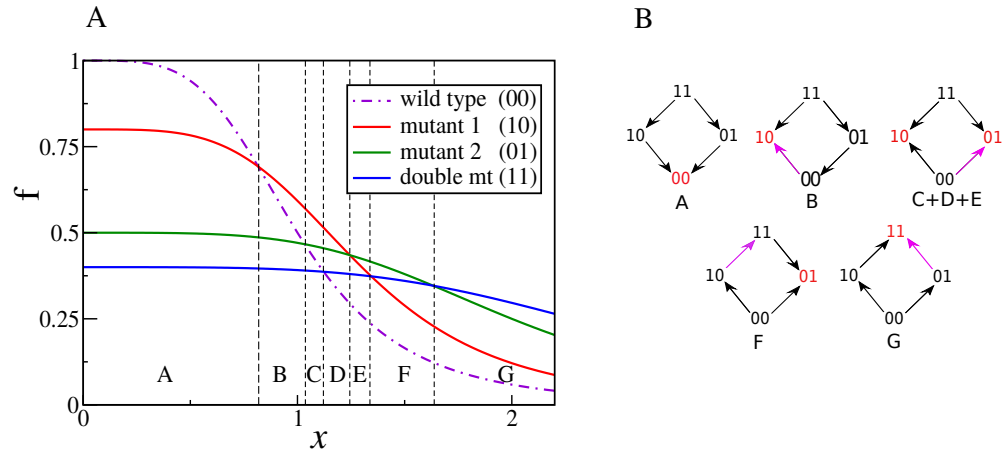 A
B
f
1
0.75
0.5
0.25
0
wild type (00)
mutant 1 (10)
mutant 2 (01)
double mt (11)
A B C D E F G
0 1 2
x
11
10 01
00
A
11
10 01
00
B
11
10 01
00
C+D+E
11
10 01
00
F
11
10 01
00
G